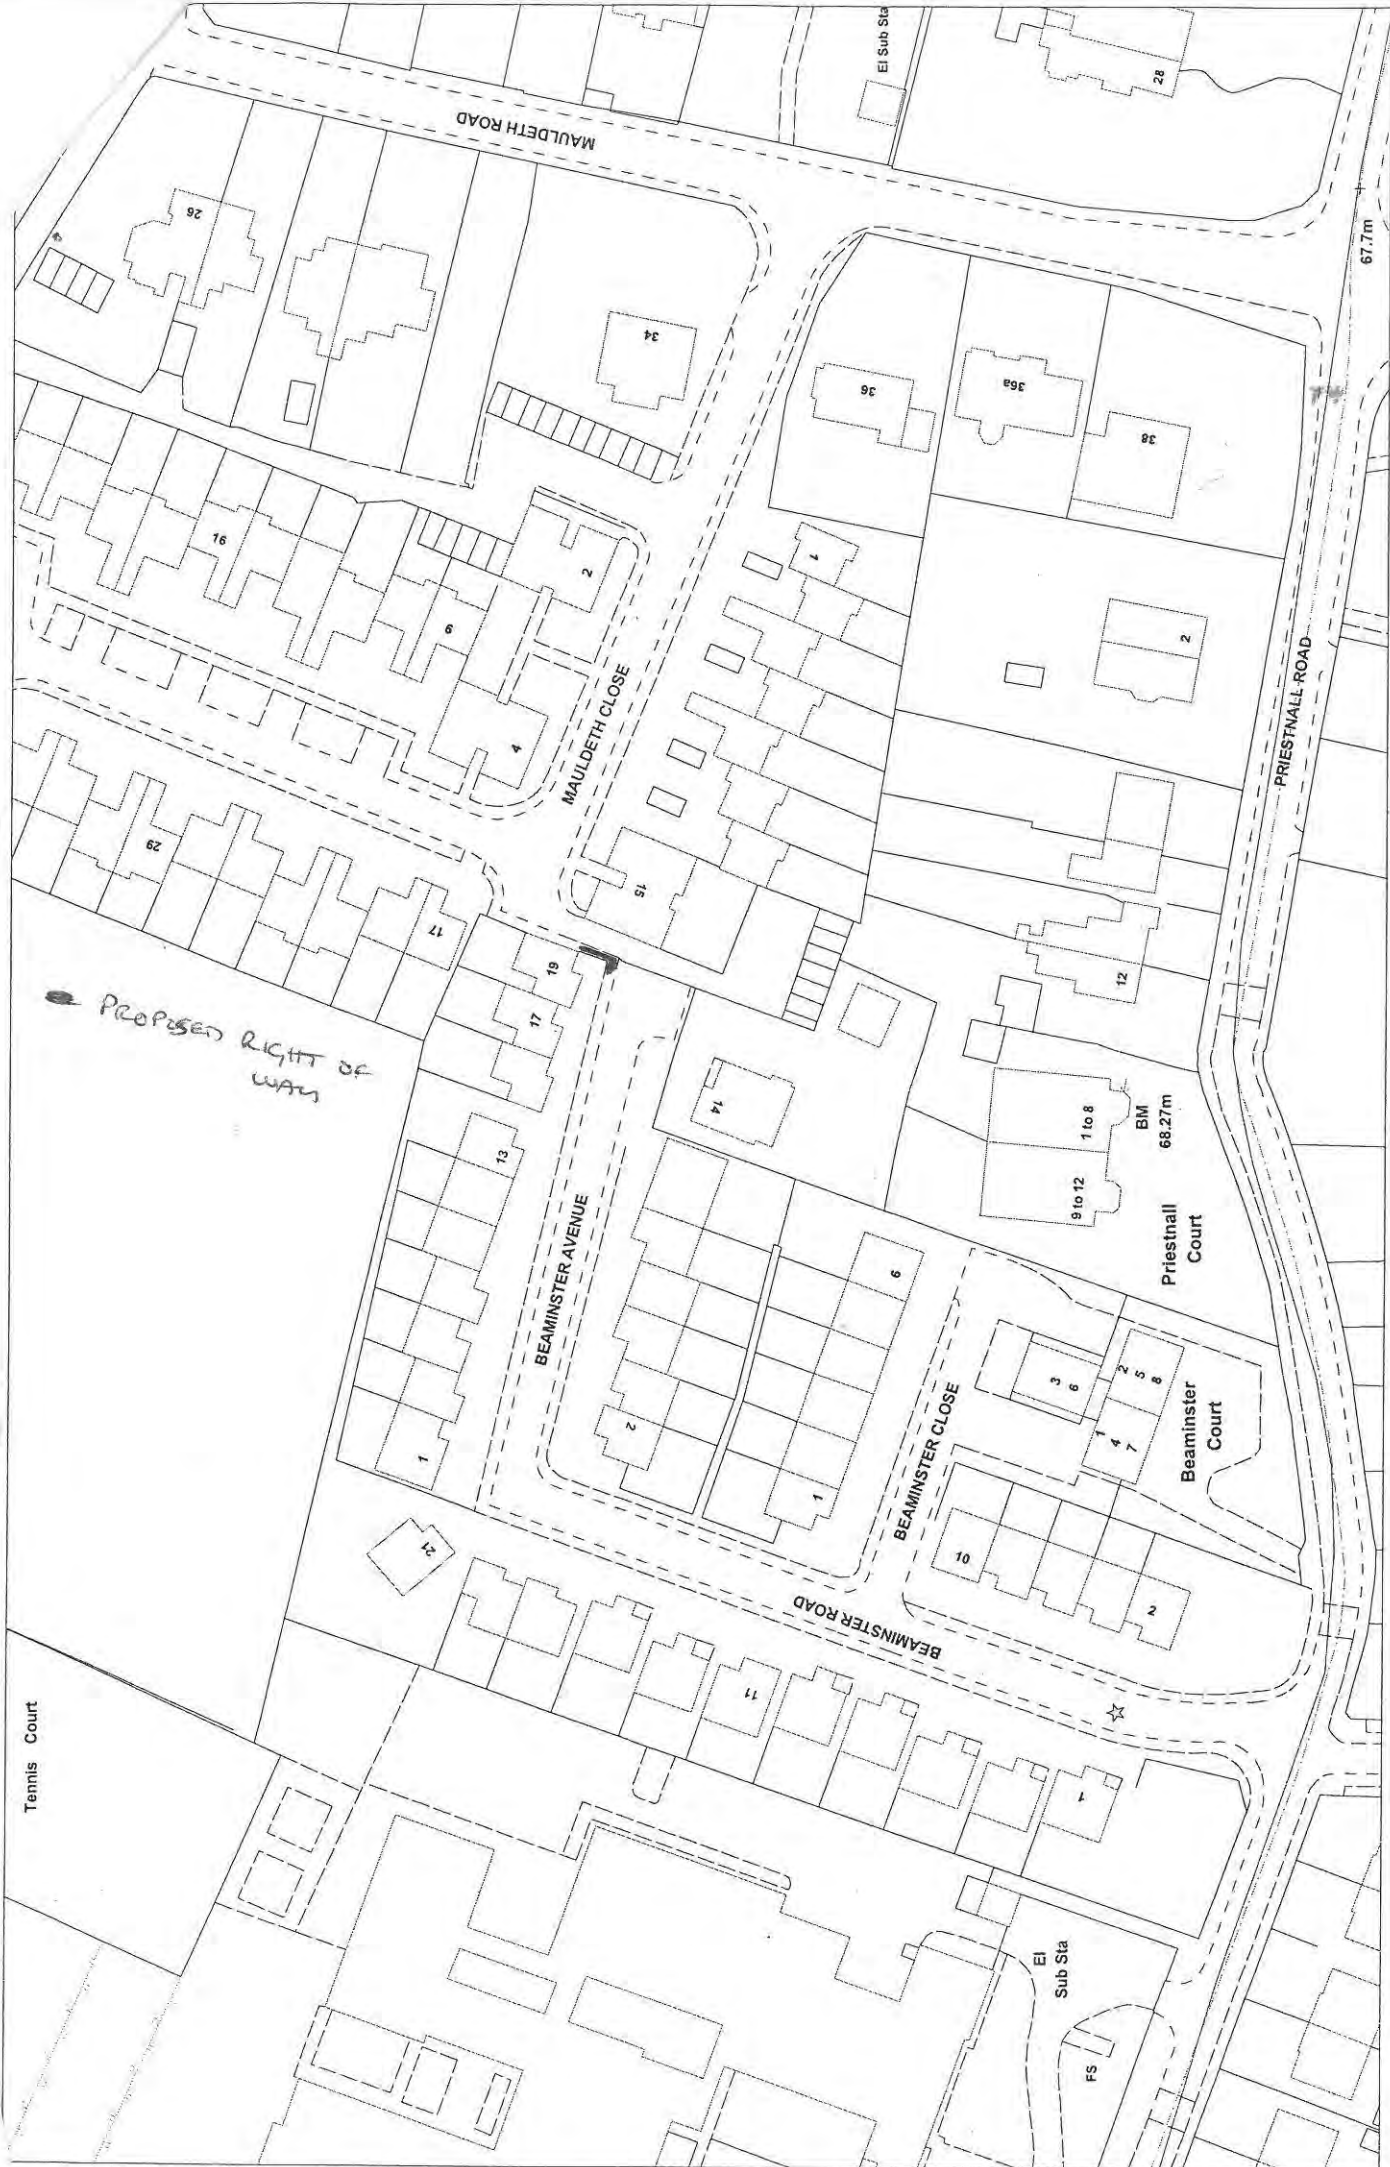 El Sub Sta
28
MAULDETH ROAD
26
34
67.7m
36
36a
38
16
2
1
9
4
MAULDETH CLOSE
2
PRIESTNALL ROAD
29
15
17
19
12
17
PROPOSED RIGHT OF
WAY
14
1 to 8
BM
68.27m
13
9 to 12
Priestnall
Court
BEAMINSTER AVENUE
6
2
5
8
3
6
1
4
7
Beaminster
Court
2
1
1
BEAMINSTER CLOSE
21
10
2
BEAMINSTER ROAD
11
1
Tennis Court
El
Sub Sta
FS